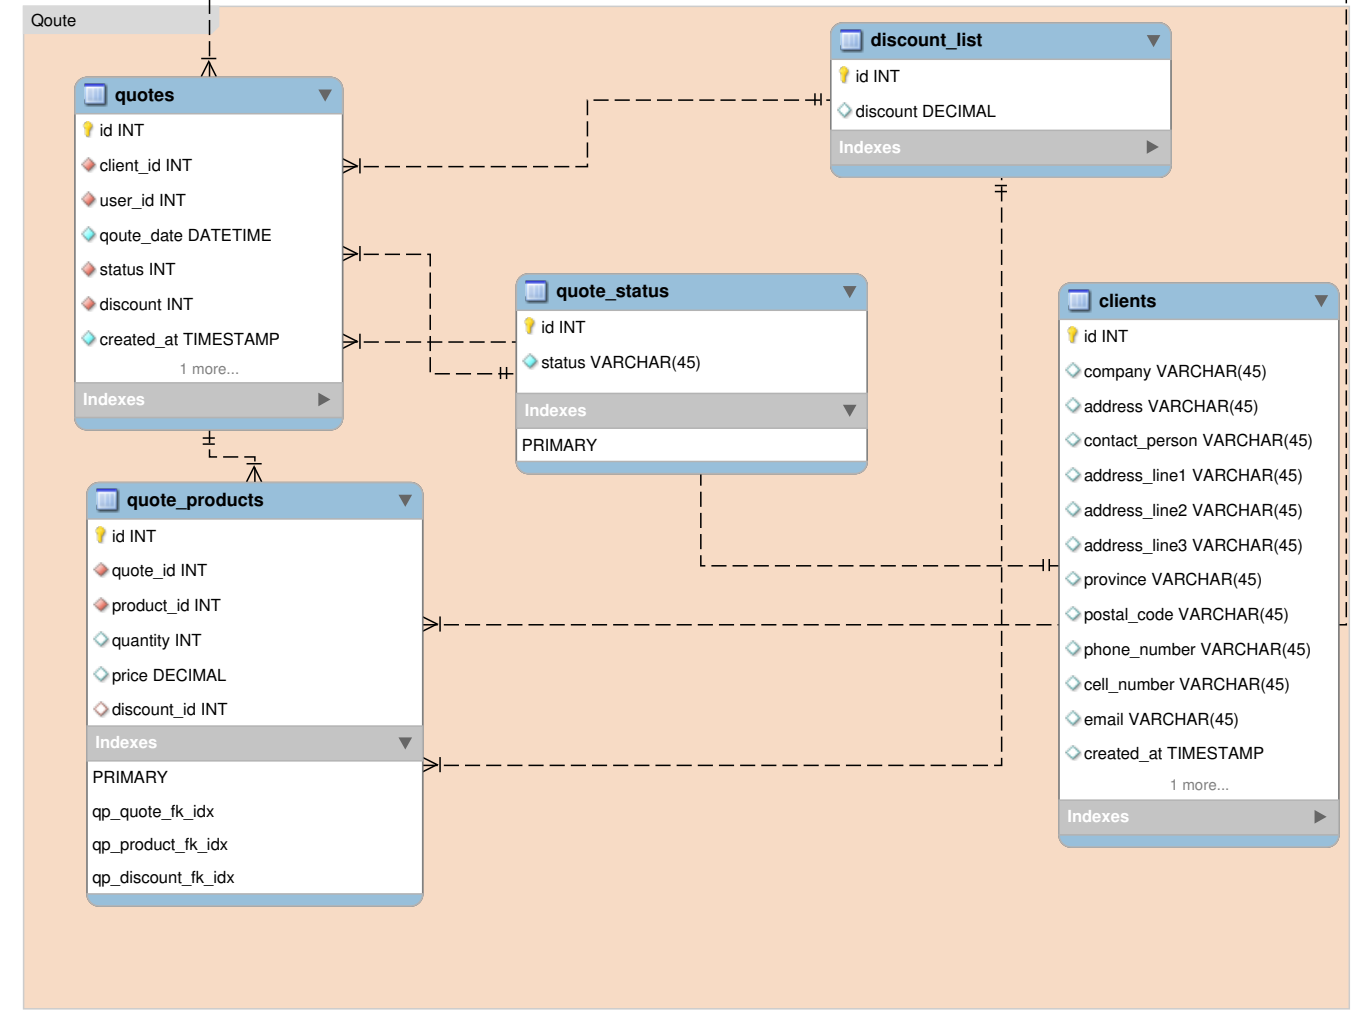 Qoute
quotes
id INT
client_id INT
user_id INT
qoute_date DATETIME
status INT
discount INT
created_at TIMESTAMP
1 more...
Indexes
discount_list
id INT
discount DECIMAL
Indexes
quote_status
id INT
status VARCHAR(45)
Indexes
PRIMARY
clients
id INT
company VARCHAR(45)
address VARCHAR(45)
contact_person VARCHAR(45)
address_line1 VARCHAR(45)
address_line2 VARCHAR(45)
address_line3 VARCHAR(45)
province VARCHAR(45)
postal_code VARCHAR(45)
phone_number VARCHAR(45)
cell_number VARCHAR(45)
email VARCHAR(45)
created_at TIMESTAMP
1 more...
Indexes
quote_products
id INT
quote_id INT
product_id INT
quantity INT
price DECIMAL
discount_id INT
Indexes
PRIMARY
qp_quote_fk_idx
qp_product_fk_idx
qp_discount_fk_idx